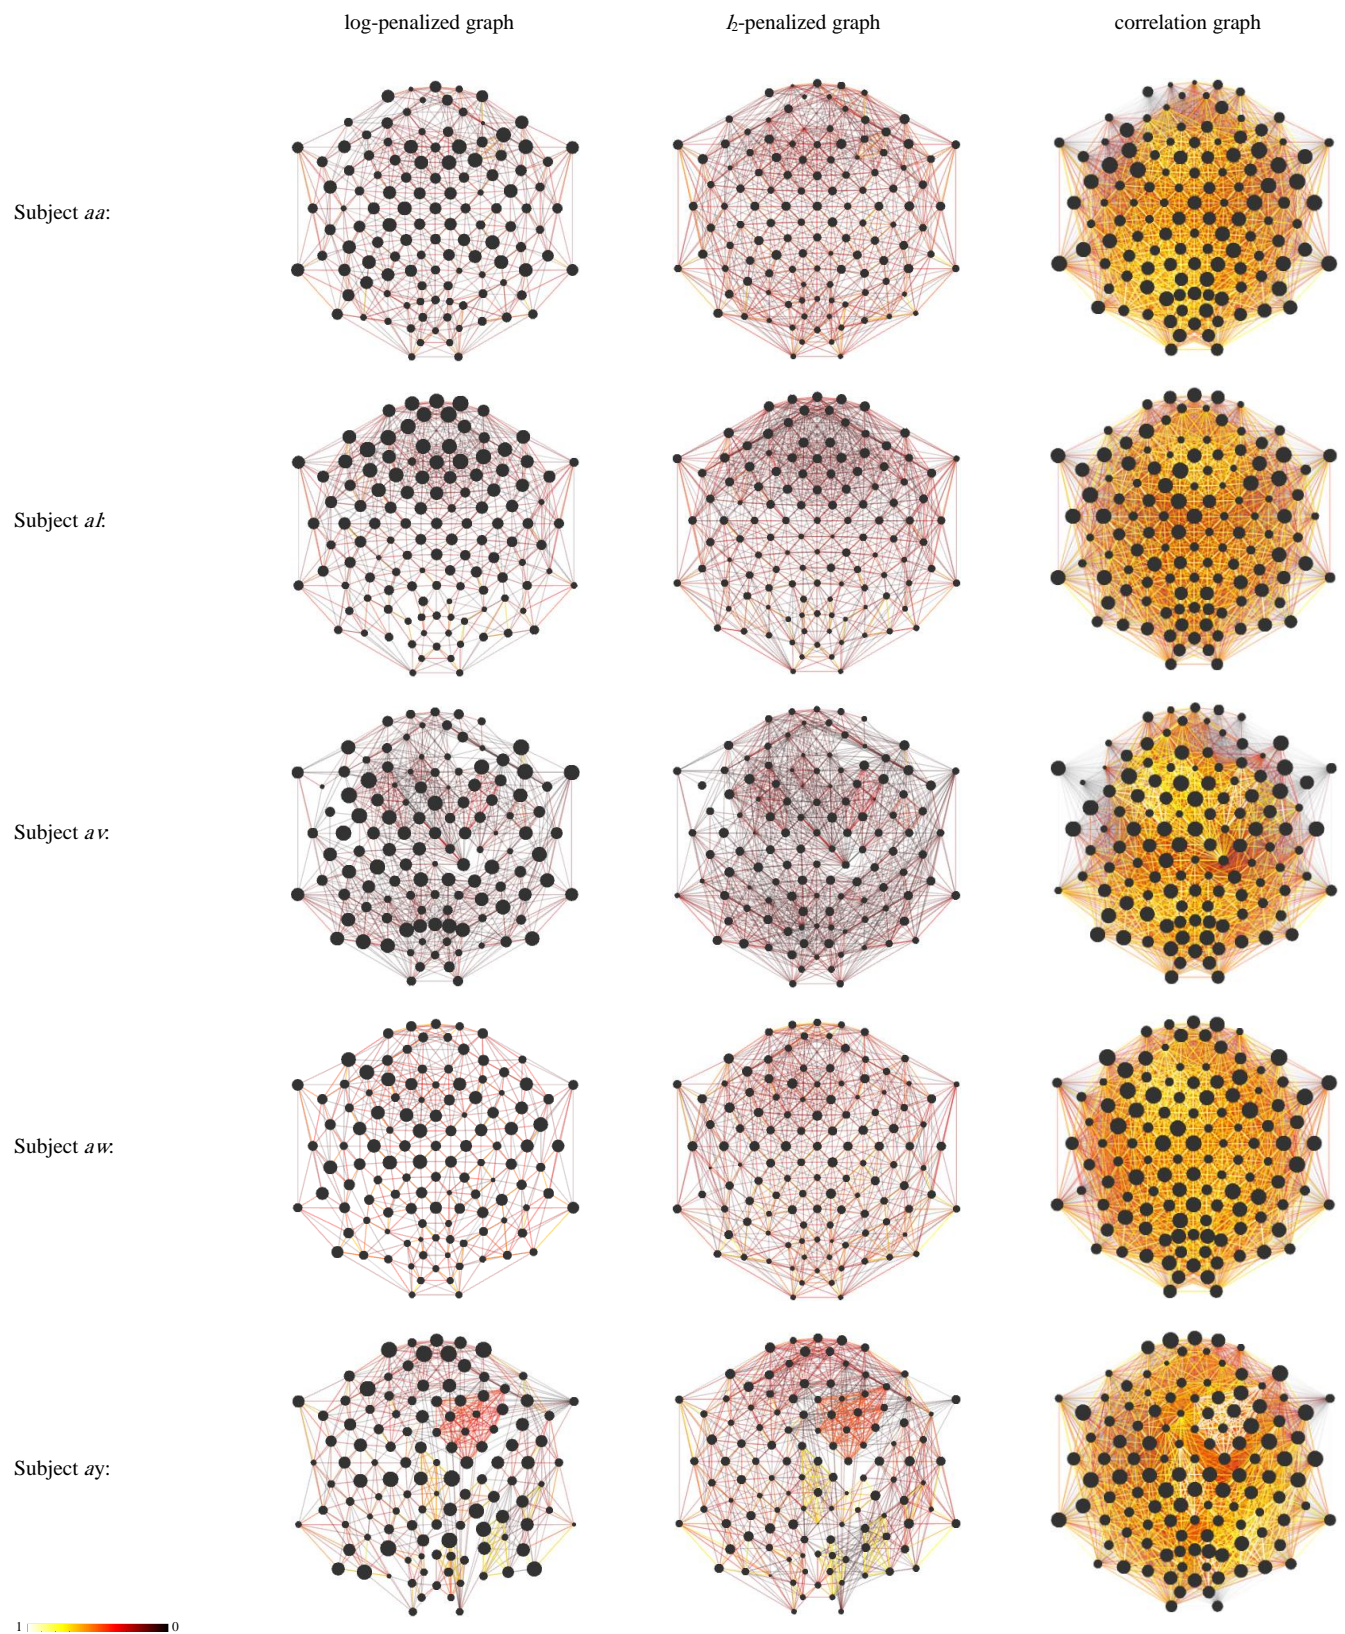 log-penalized graph l₂-penalized graph correlation graph
Subject aa:
Subject al:
Subject av:
Subject aw:
Subject ay:
1 0